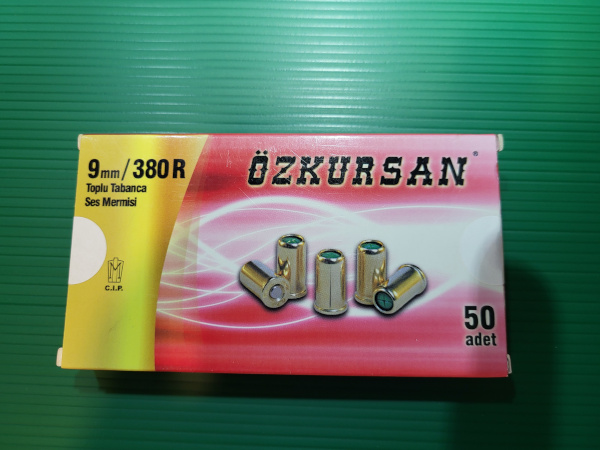 9mm/380R
Toplu Tabanca
Ses Mermisi
ÖZKURSAN®
C.I.P.
50
adet